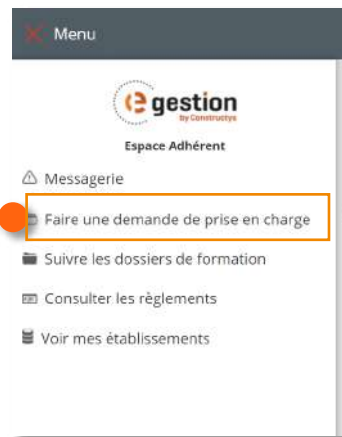 Menu
e gestion
by Constructys
Espace Adhérent
Messagerie
Faire une demande de prise en charge
Suivre les dossiers de formation
Consulter les règlements
Voir mes établissements